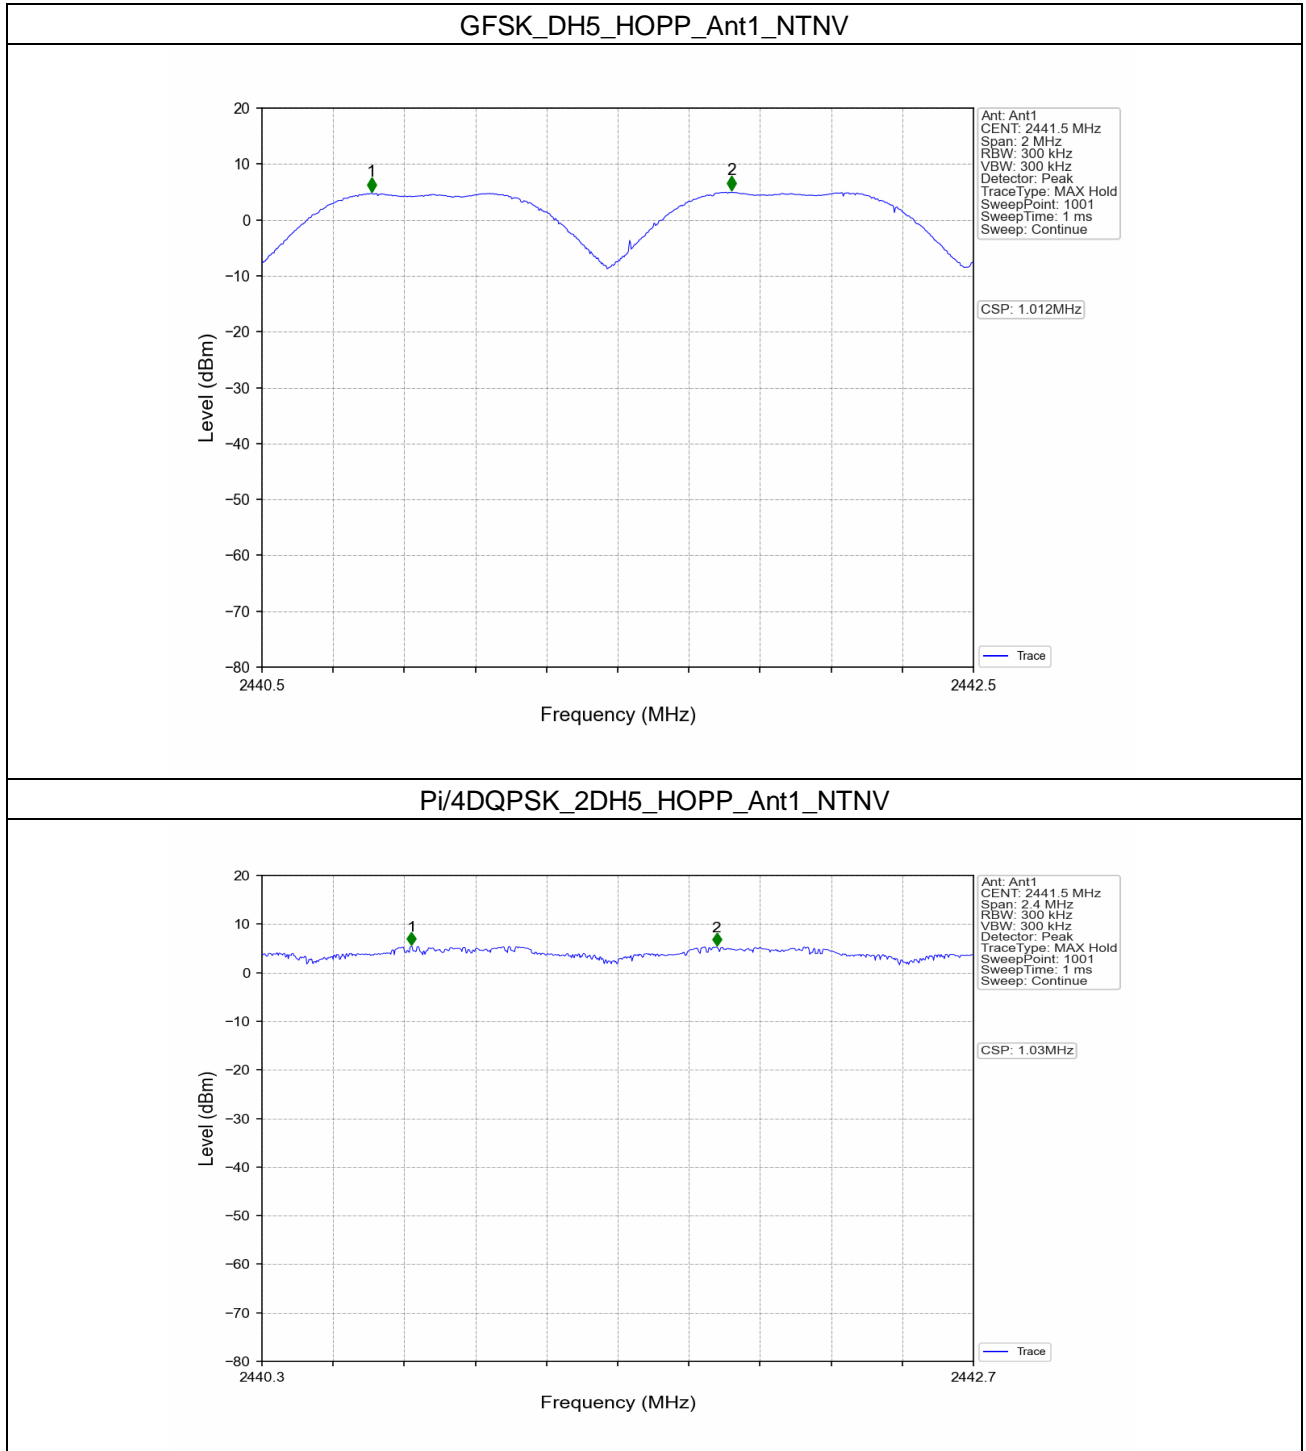 GFSK_DH5_HOPP_Ant1_NTNV
20
10
0
−10
−20
−30
−40
−50
−60
−70
−80
Level (dBm)
1
2
Ant: Ant1
CENT: 2441.5 MHz
Span: 2 MHz
RBW: 300 kHz
VBW: 300 kHz
Detector: Peak
TraceType: MAX Hold
SweepPoint: 1001
SweepTime: 1 ms
Sweep: Continue
CSP: 1.012MHz
Trace
2440.5
2442.5
Frequency (MHz)
Pi/4DQPSK_2DH5_HOPP_Ant1_NTNV
20
10
0
−10
−20
−30
−40
−50
−60
−70
−80
Level (dBm)
1
2
Ant: Ant1
CENT: 2441.5 MHz
Span: 2.4 MHz
RBW: 300 kHz
VBW: 300 kHz
Detector: Peak
TraceType: MAX Hold
SweepPoint: 1001
SweepTime: 1 ms
Sweep: Continue
CSP: 1.03MHz
Trace
2440.3
2442.7
Frequency (MHz)